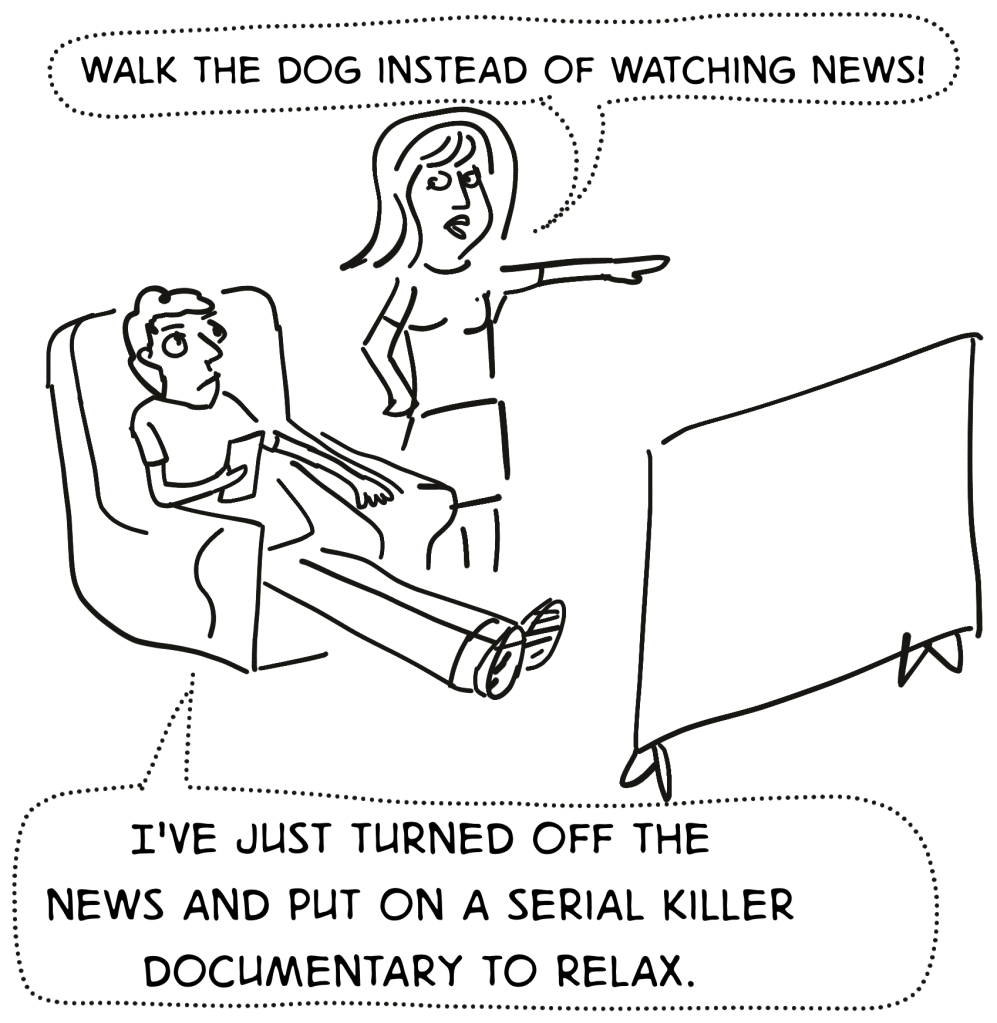 WALK THE DOG INSTEAD OF WATCHING NEWS!
I'VE JUST TURNED OFF THE
NEWS AND PUT ON A SERIAL KILLER
DOCUMENTARY TO RELAX.